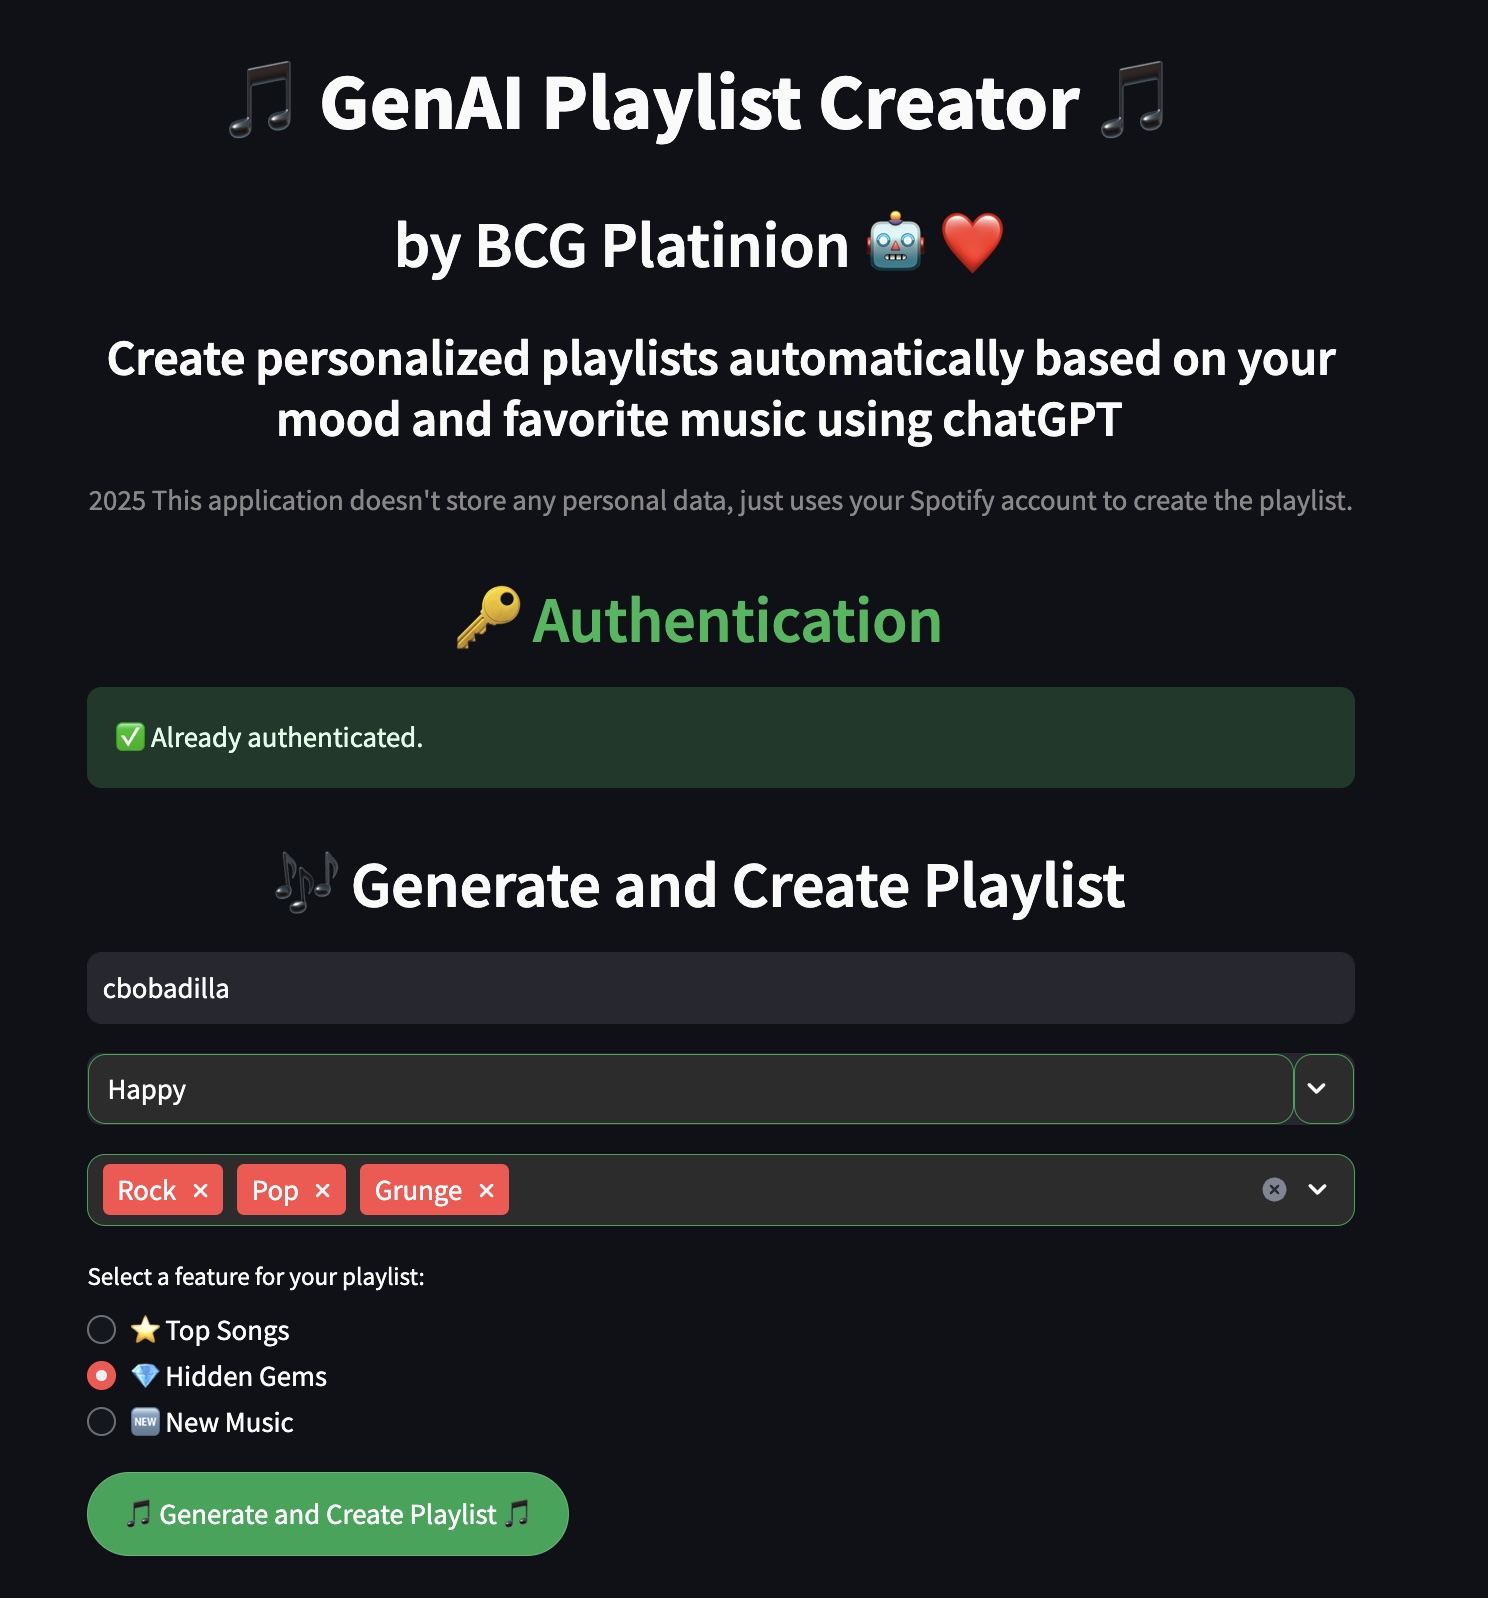 🎵 GenAI Playlist Creator 🎵
by BCG Platinion 🤖 ❤️
Create personalized playlists automatically based on your
mood and favorite music using chatGPT
2025 This application doesn't store any personal data, just uses your Spotify account to create the playlist.
🔑 Authentication
✅ Already authenticated.
🎶 Generate and Create Playlist
cbobadilla
Happy
Rock × Pop × Grunge ×
Select a feature for your playlist:
⭐ Top Songs
💎 Hidden Gems
🆕 New Music
🎵 Generate and Create Playlist 🎵